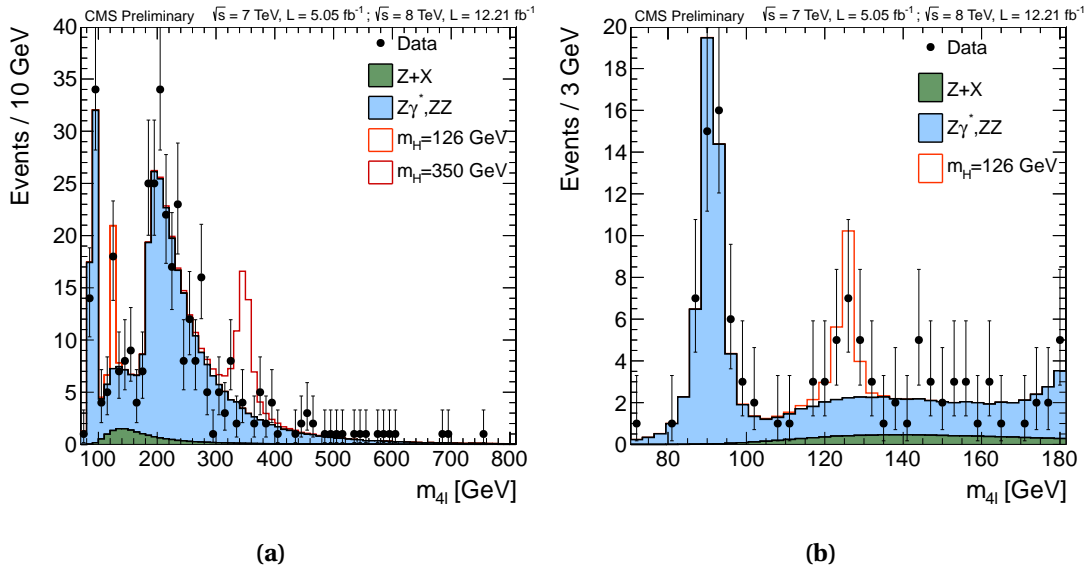 CMS Preliminary √s = 7 TeV, L = 5.05 fb⁻¹ ; √s = 8 TeV, L = 12.21 fb⁻¹
Events / 10 GeV
40
35
30
25
20
15
10
5
0
Data
Z+X
Zγ*,ZZ
m_H=126 GeV
m_H=350 GeV
100 200 300 400 500 600 700 800
m_4l [GeV]
(a)
CMS Preliminary √s = 7 TeV, L = 5.05 fb⁻¹ ; √s = 8 TeV, L = 12.21 fb⁻¹
Events / 3 GeV
20
18
16
14
12
10
8
6
4
2
0
Data
Z+X
Zγ*,ZZ
m_H=126 GeV
80 100 120 140 160 180
m_4l [GeV]
(b)